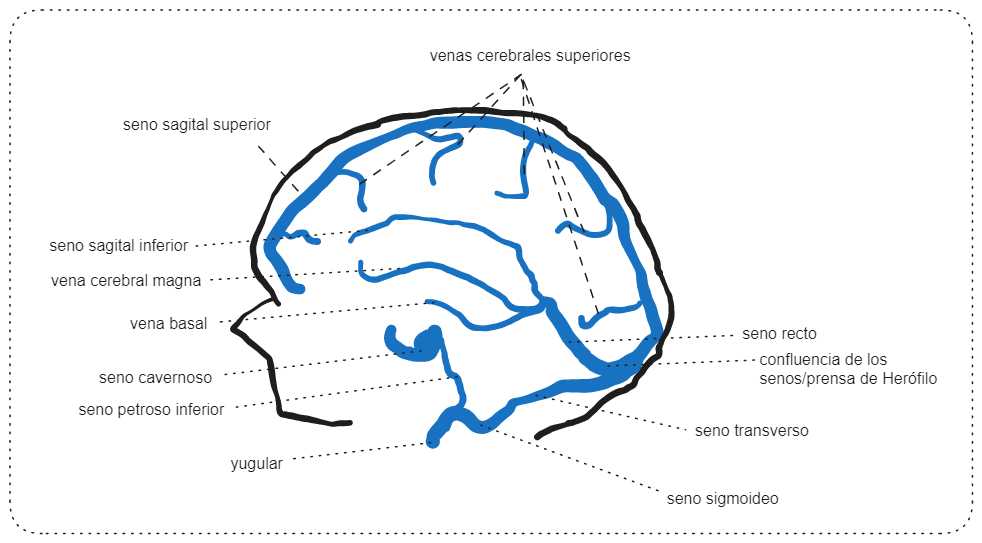 venas cerebrales superiores
seno sagital superior
seno sagital inferior
vena cerebral magna
vena basal
seno recto
confluencia de los
senos/prensa de Herófilo
seno cavernoso
seno petroso inferior
seno transverso
yugular
seno sigmoideo